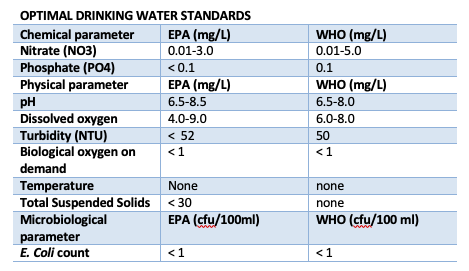 OPTIMAL DRINKING WATER STANDARDS
Chemical parameter EPA (mg/L) WHO (mg/L)
Nitrate (NO3) 0.01-3.0 0.01-5.0
Phosphate (PO4) < 0.1 0.1
Physical parameter EPA (mg/L) WHO (mg/L)
pH 6.5-8.5 6.5-8.0
Dissolved oxygen 4.0-9.0 6.0-8.0
Turbidity (NTU) < 52 50
Biological oxygen on < 1 < 1
demand
Temperature None none
Total Suspended Solids < 30 none
Microbiological EPA (cfu/100ml) WHO (cfu/100 ml)
parameter
E. Coli count < 1 < 1